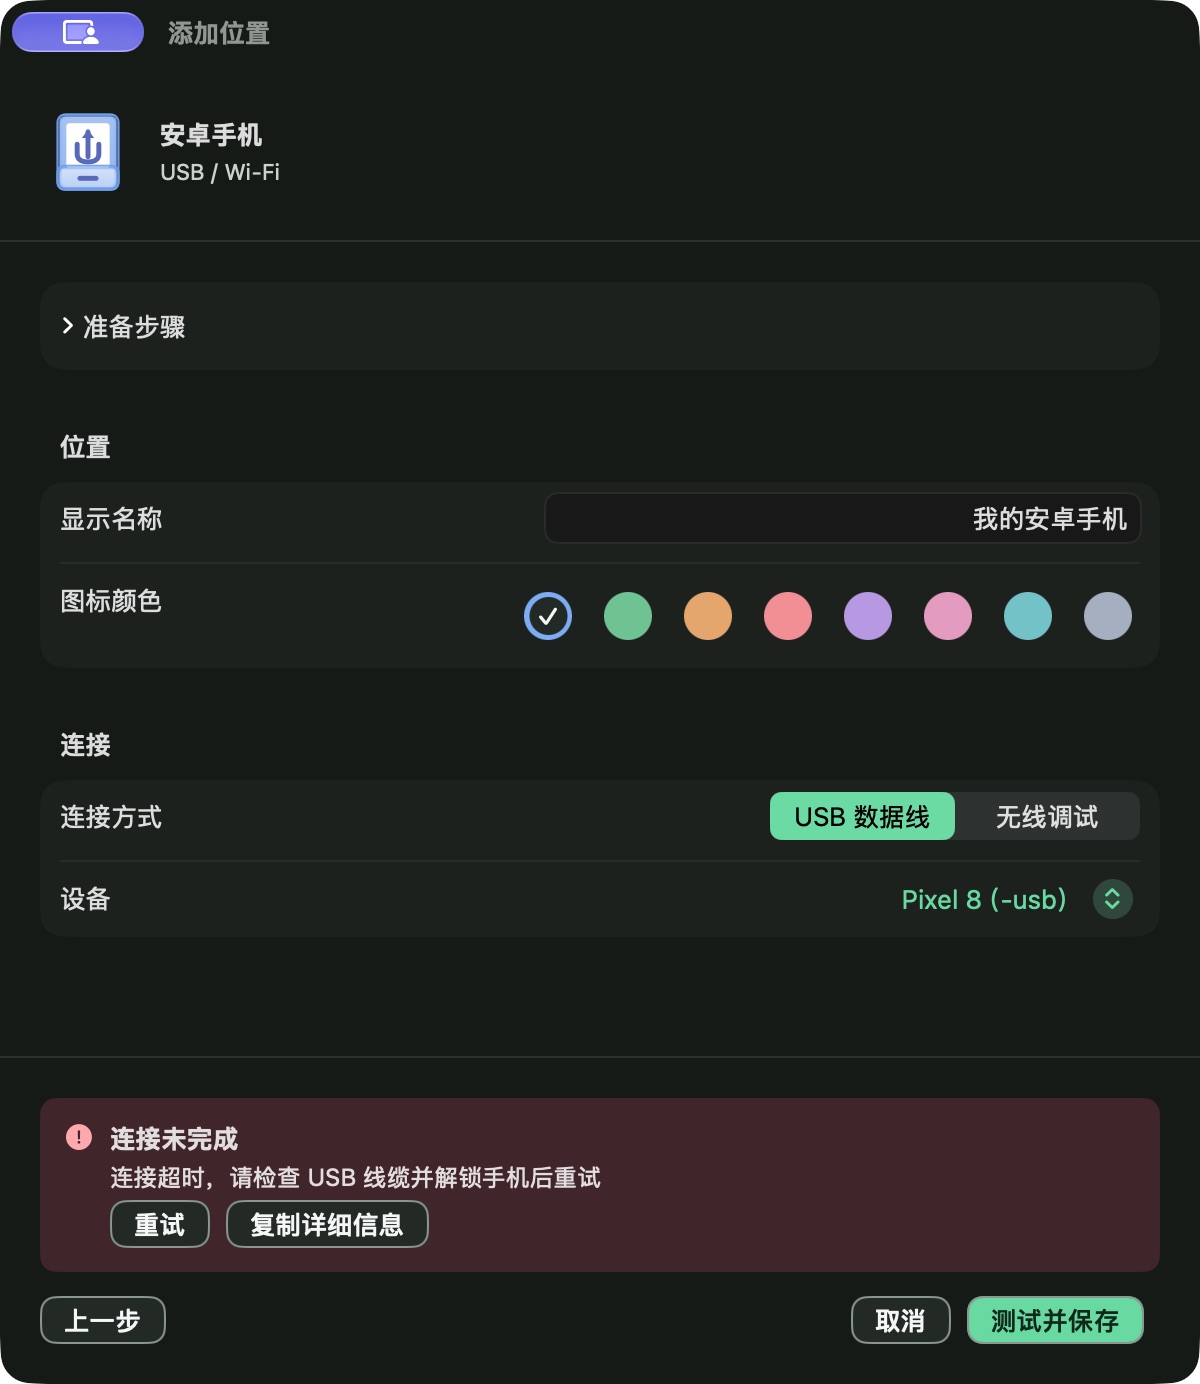 添加位置
安卓手机
USB / Wi-Fi
准备步骤
位置
显示名称
我的安卓手机
图标颜色
连接
连接方式
USB 数据线
无线调试
设备
Pixel 8 (-usb)
连接未完成
连接超时，请检查 USB 线缆并解锁手机后重试
重试
复制详细信息
上一步
取消
测试并保存